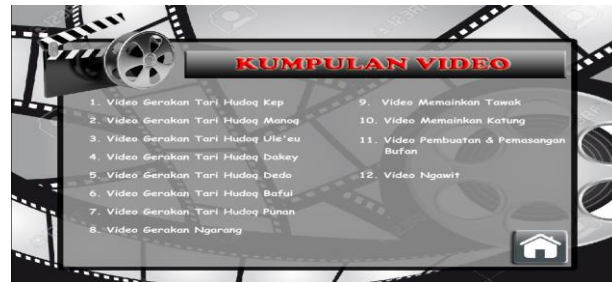 KUMPULAN VIDEO
1. Video Gerakan Tari Hudoq Kep
2. Video Gerakan Tari Hudoq Manog
3. Video Gerakan Tari Hudoq Ule'eu
4. Video Gerakan Tari Hudoq Dakey
5. Video Gerakan Tari Hudoq Dedo
6. Video Gerakan Tari Hudoq Bafui
7. Video Gerakan Tari Hudoq Punan
8. Video Gerakan Ngarang
9. Video Memainkan Tawak
10. Video Memainkan Katung
11. Video Pembuatan & Pemasangan
Bufan
12. Video Ngawit